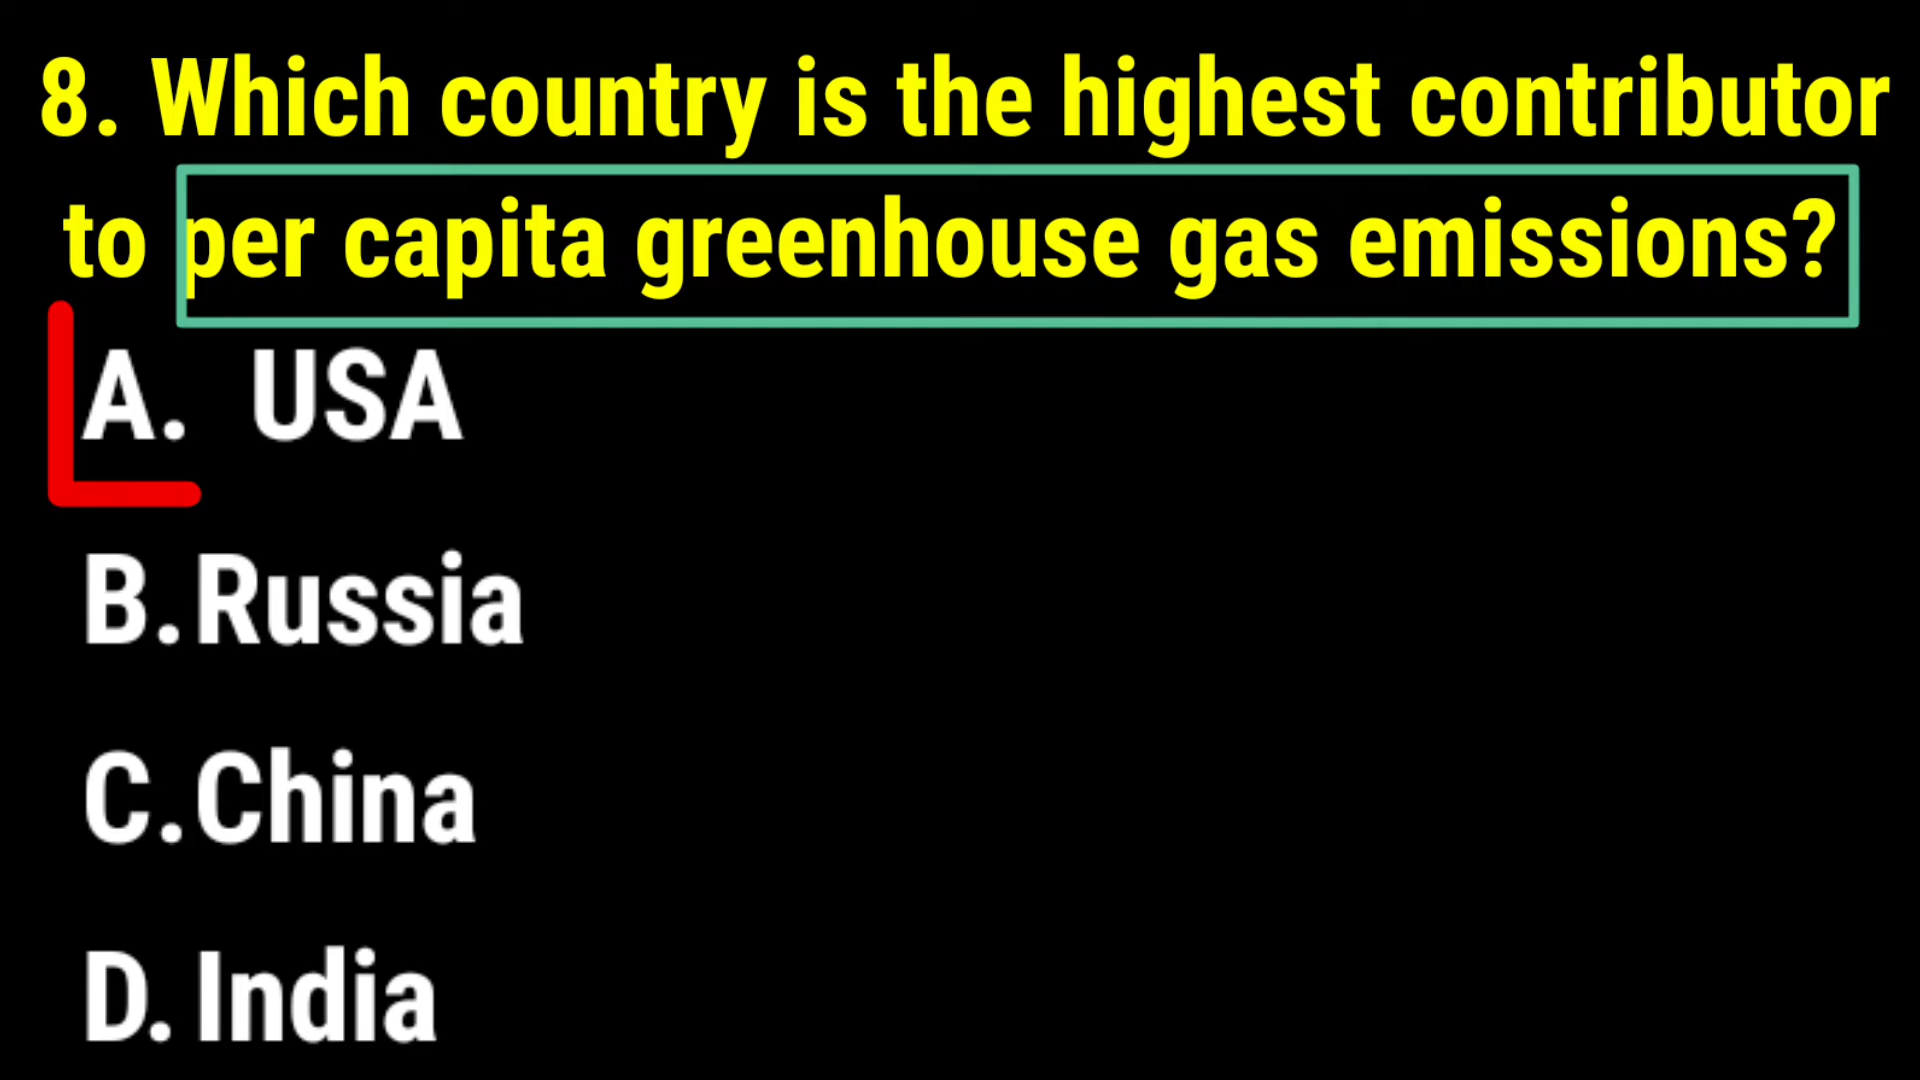 8. Which country is the highest contributor
to per capita greenhouse gas emissions?
A. USA
B. Russia
C. China
D. India